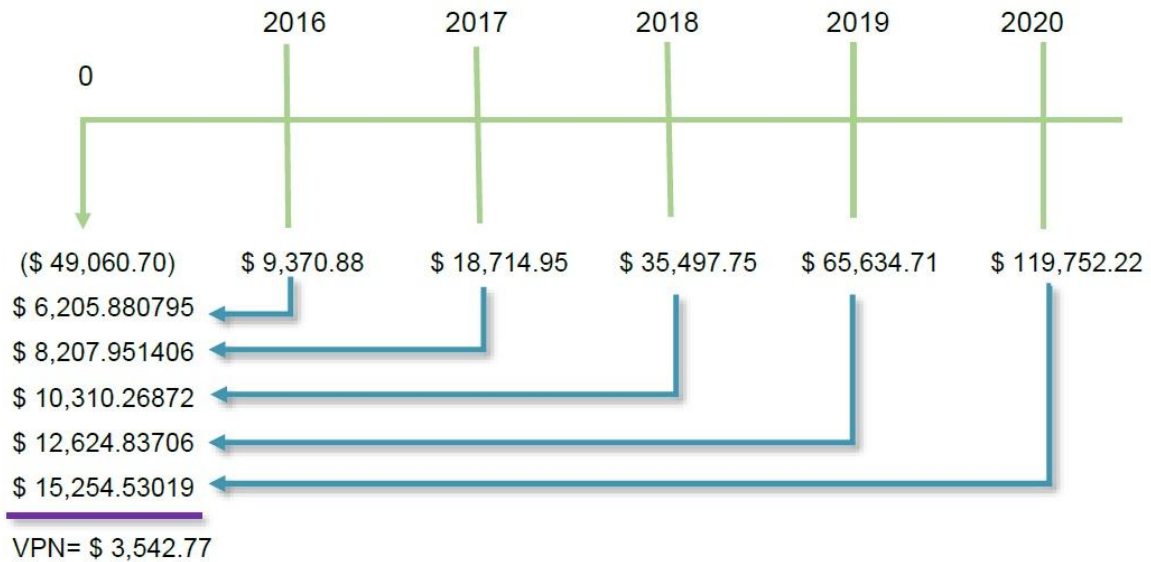 2016 2017 2018 2019 2020
0
($ 49,060.70) $ 9,370.88 $ 18,714.95 $ 35,497.75 $ 65,634.71 $ 119,752.22
$ 6,205.880795
$ 8,207.951406
$ 10,310.26872
$ 12,624.83706
$ 15,254.53019
VPN= $ 3,542.77